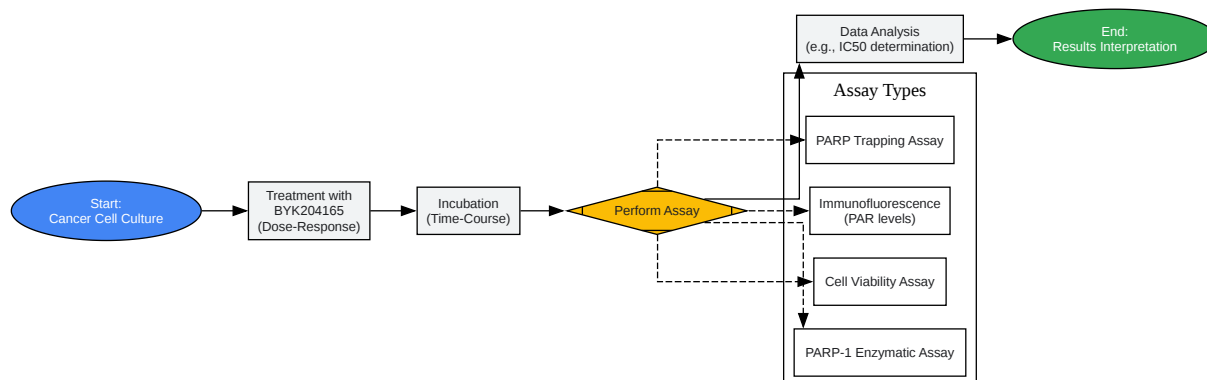 Start:
Cancer Cell Culture
Treatment with
BYK204165
(Dose-Response)
Incubation
(Time-Course)
Perform Assay
Data Analysis
(e.g., IC50 determination)
End:
Results Interpretation
Assay Types
PARP Trapping Assay
Immunofluorescence
(PAR levels)
Cell Viability Assay
PARP-1 Enzymatic Assay